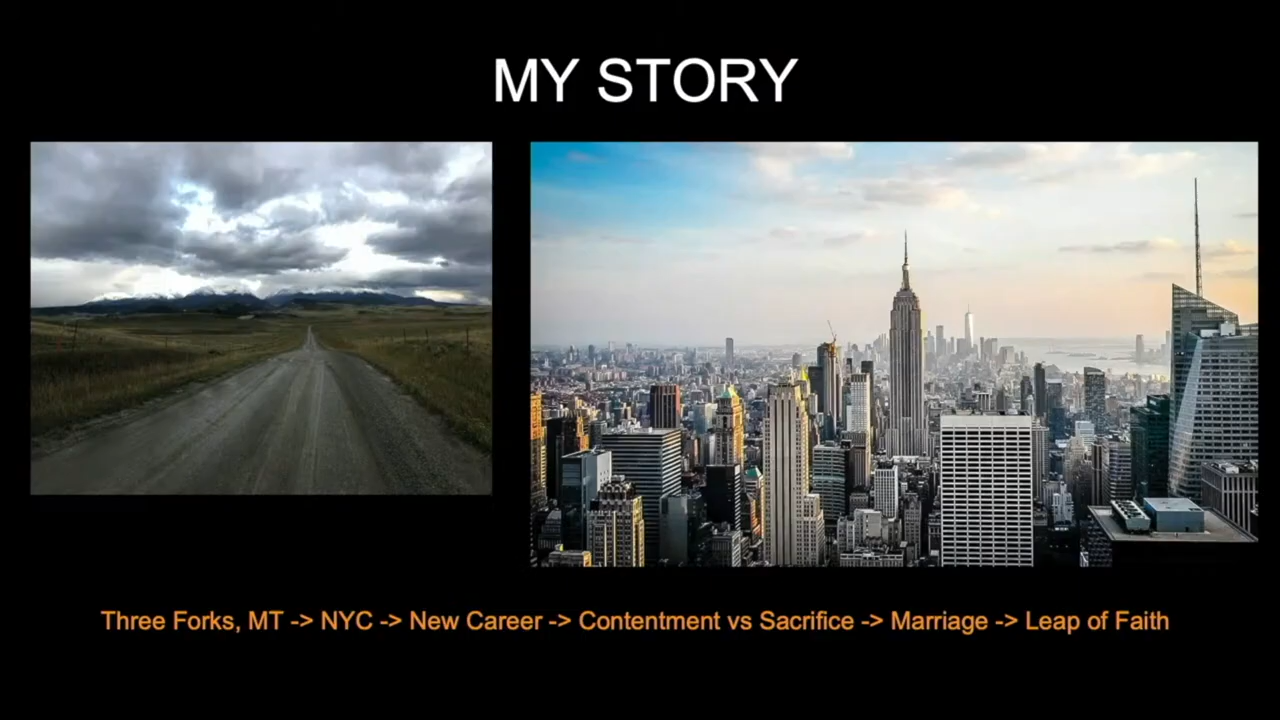 MY STORY
Three Forks, MT -> NYC -> New Career -> Contentment vs Sacrifice -> Marriage -> Leap of Faith